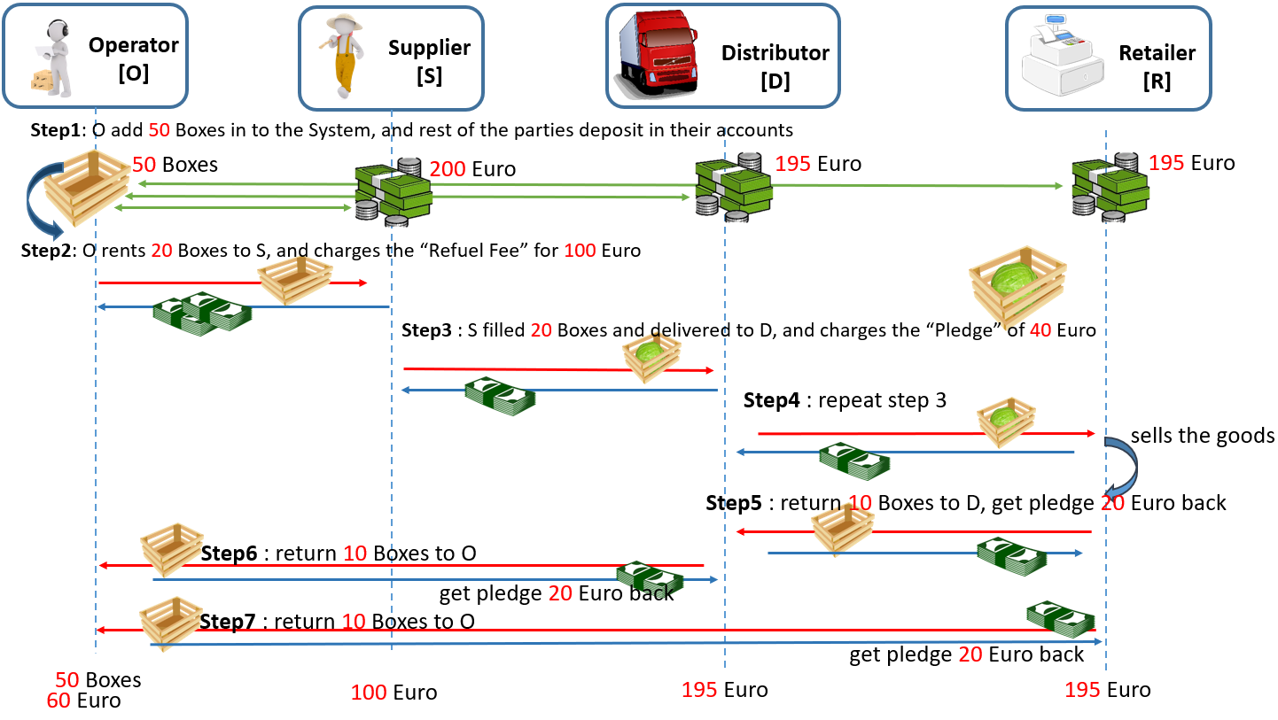 Operator
[O]
Supplier
[S]
Distributor
[D]
Retailer
[R]
Step1: O add 50 Boxes in to the System, and rest of the parties deposit in their accounts
50 Boxes
200 Euro
195 Euro
195 Euro
Step2: O rents 20 Boxes to S, and charges the “Refuel Fee” for 100 Euro
Step3 : S filled 20 Boxes and delivered to D, and charges the “Pledge” of 40 Euro
Step4 : repeat step 3
sells the goods
Step5 : return 10 Boxes to D, get pledge 20 Euro back
Step6 : return 10 Boxes to O
get pledge 20 Euro back
Step7 : return 10 Boxes to O
get pledge 20 Euro back
50 Boxes
60 Euro
100 Euro
195 Euro
195 Euro